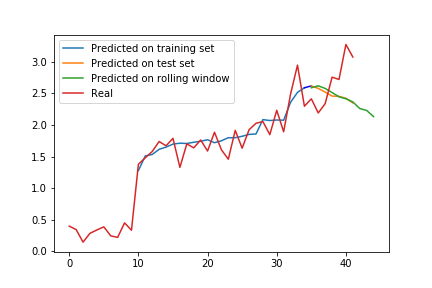 Predicted on training set
Predicted on test set
Predicted on rolling window
Real
3.0
2.5
2.0
1.5
1.0
0.5
0.0
0 10 20 30 40